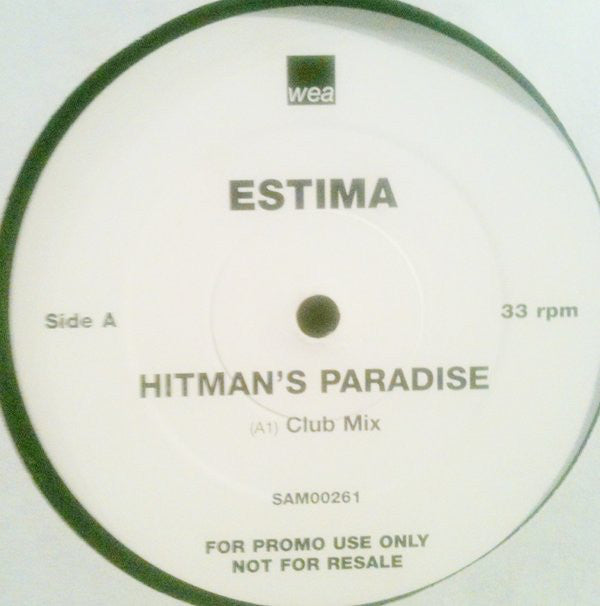 wea
ESTIMA
Side A
33 rpm
HITMAN'S PARADISE
(A1) Club Mix
SAM00261
FOR PROMO USE ONLY
NOT FOR RESALE